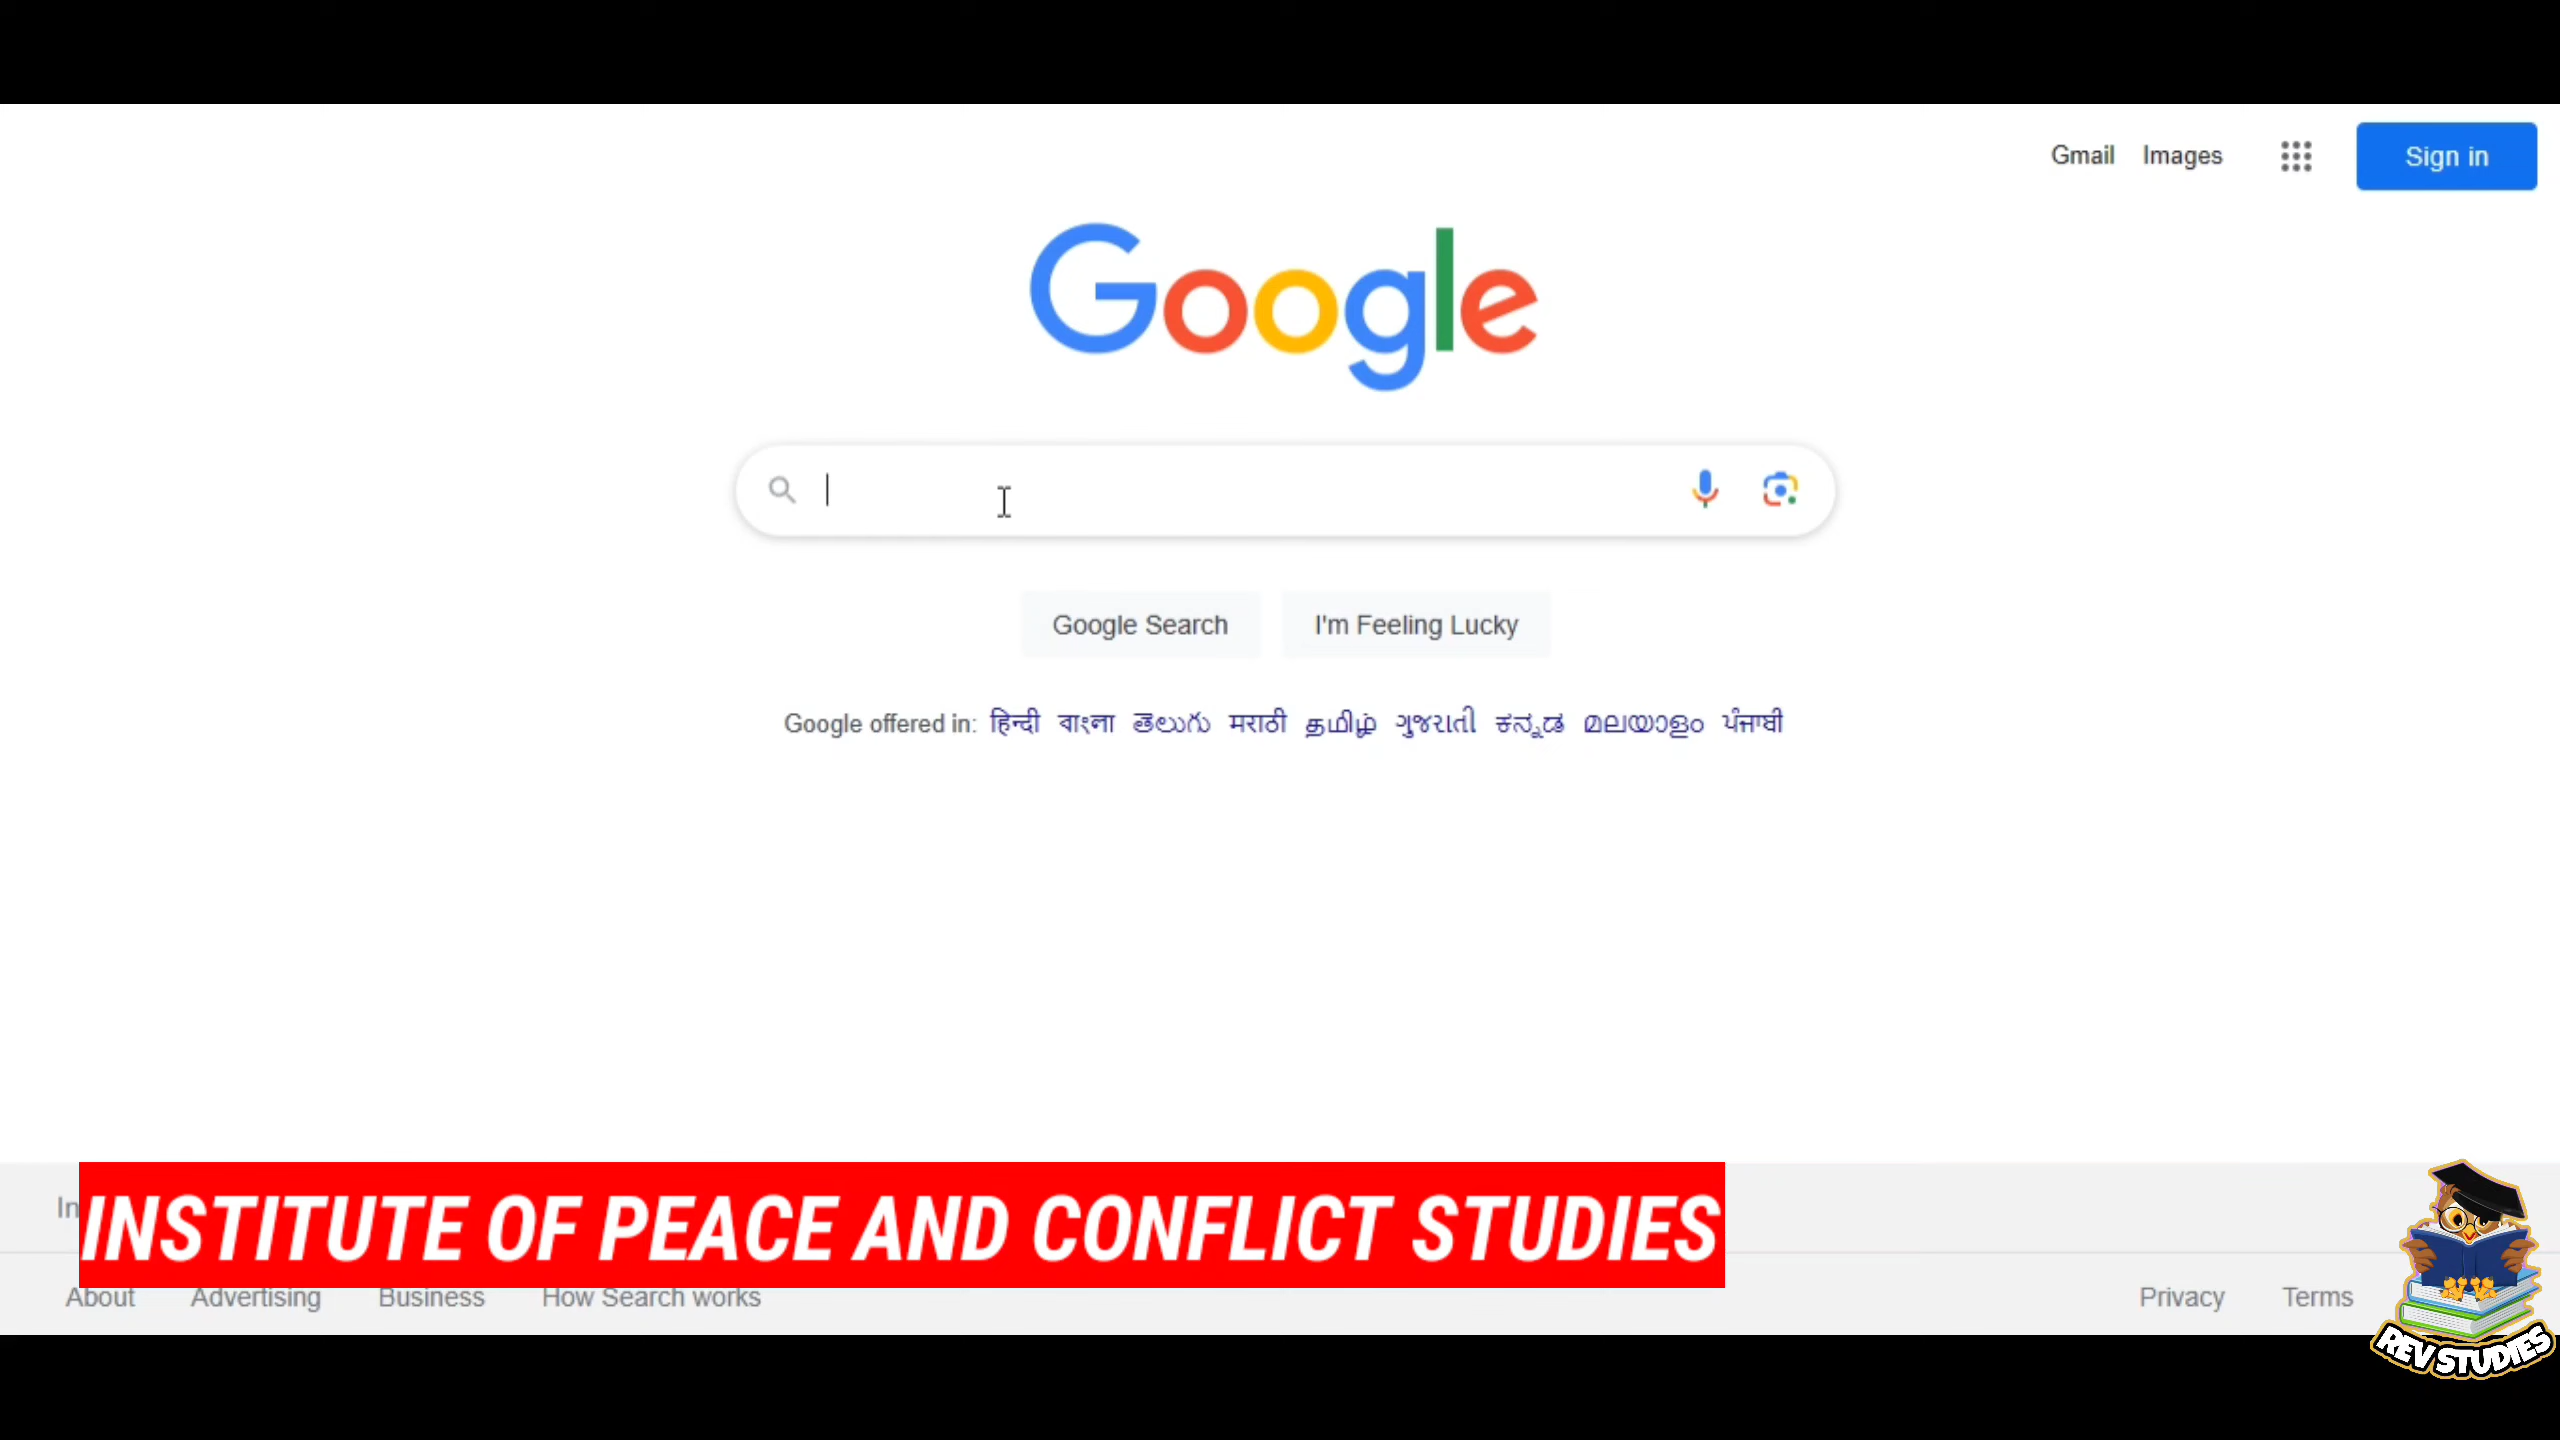 Gmail Images Sign in
Google
Google Search I'm Feeling Lucky
Google offered in: हिन्दी বাংলা తెలుగు मराठी தமிழ் ગુજરાતી ಕನ್ನಡ മലയാളം ਪੰਜਾਬੀ
In
INSTITUTE OF PEACE AND CONFLICT STUDIES
About Advertising Business How Search works Privacy Terms
REV STUDIES